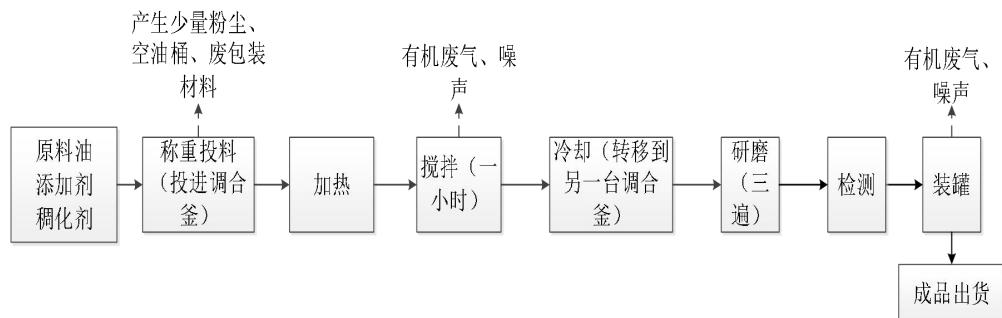 产生少量粉尘、
空油桶、废包装
材料
有机废气、噪
声
有机废气、
噪声
原料油
添加剂
稠化剂
称重投料
（投进调合
釜）
加热
搅拌（一
小时）
冷却（转移到
另一台调合
釜）
研磨
（三
遍）
检测
装罐
成品出货